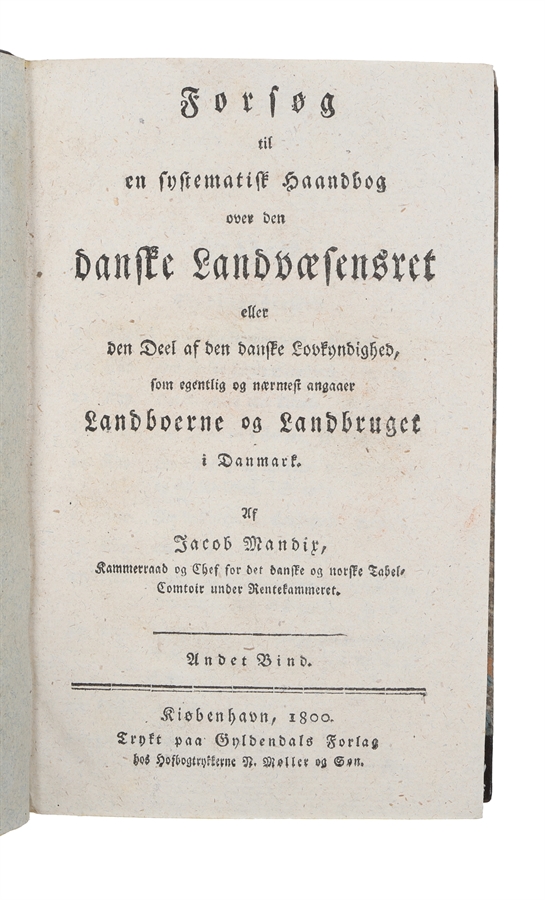 Forsøg
til
en systematisk Haandbog
over den
danske Landvæsensret
eller
den Deel af den danske Lovkyndighed,
som egentlig og nærmest angaaer
Landboerne og Landbruget
i Danmark.
Af
Jacob Mandix,
Kammerraad og Chef for det danske og norske Tabel-
Comtoir under Rentekammeret.
Andet Bind.
Kiøbenhavn, 1800.
Trykt paa Gyldendals Forlag
hos Hofbogtrykkerne N. Møller og Søn.